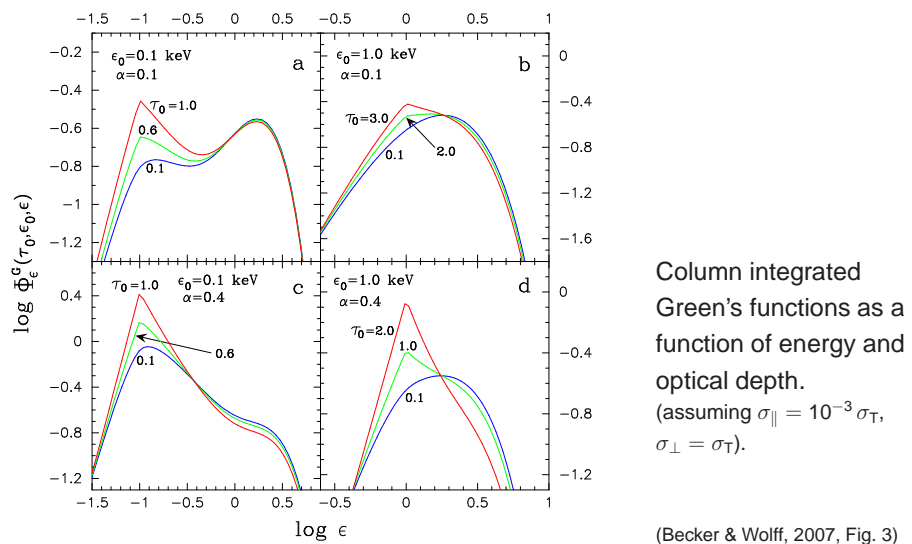 −1.5 −1 −0.5 0 0.5 −0.5 0 0.5 1
−0.2
−0.4
−0.6
−0.8
−1
−1.2
ϵ₀=0.1 keV
α=0.1
a
τ₀=1.0
0.6
0.1
ϵ₀=1.0 keV
α=0.1
b
τ₀=3.0
2.0
0.1
0
−0.4
−0.8
−1.2
−1.6
log Φ_ϵ^G(τ₀,ϵ₀,ϵ)
0.4
0
−0.4
−0.8
−1.2
τ₀=1.0
ϵ₀=0.1 keV
α=0.4
c
0.6
0.1
ϵ₀=1.0 keV
α=0.4
d
τ₀=2.0
1.0
0.1
0
−0.4
−0.8
−1.2
−1.5 −1 −0.5 0 0.5 −0.5 0 0.5 1
log ϵ
Column integrated
Green's functions as a
function of energy and
optical depth.
(assuming σ∥ = 10⁻³ σT,
σ⊥ = σT).
(Becker & Wolff, 2007, Fig. 3)